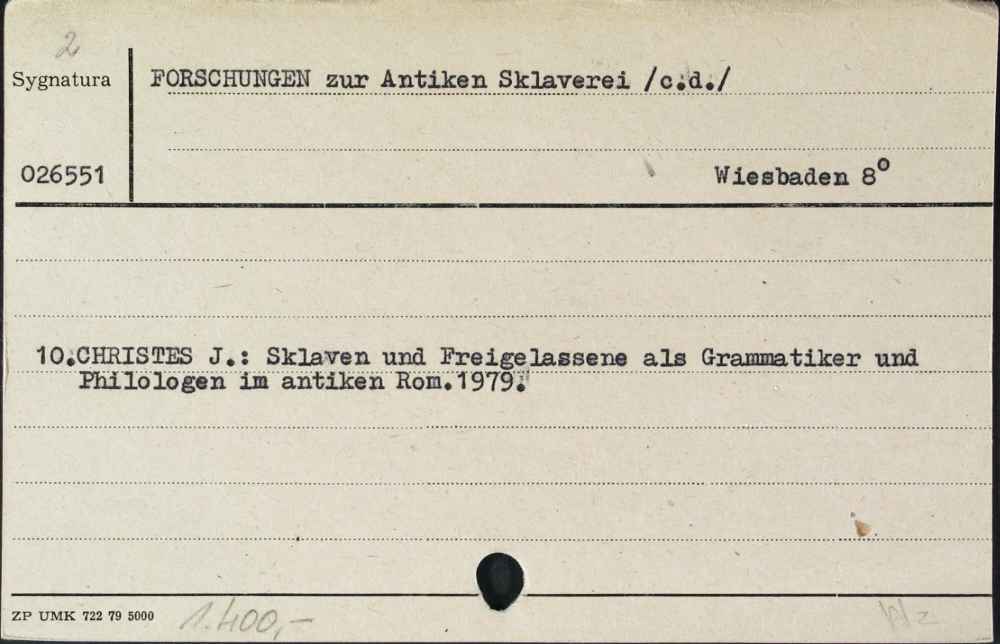 2
Sygnatura
FORSCHUNGEN zur Antiken Sklaverei /c.d./
026551
Wiesbaden 8º
10.CHRISTES J.: Sklaven und Freigelassene als Grammatiker und
Philologen im antiken Rom.1979.
ZP UMK 722 79 5000
1.400,-